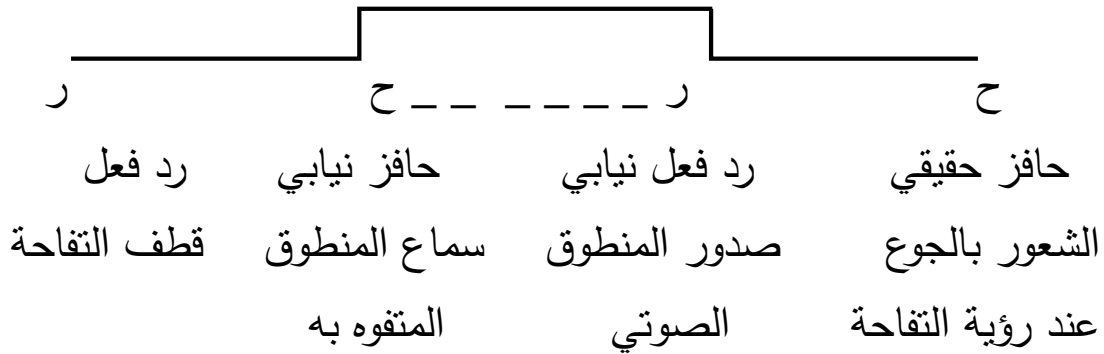 ح ر _ _ _ _ _ _ ح ر
حافز حقيقي رد فعل نيابي حافز نيابي رد فعل
الشعور بالجوع صدور المنطوق سماع المنطوق قطف التفاحة
عند رؤية التفاحة الصوتي المتفوه به